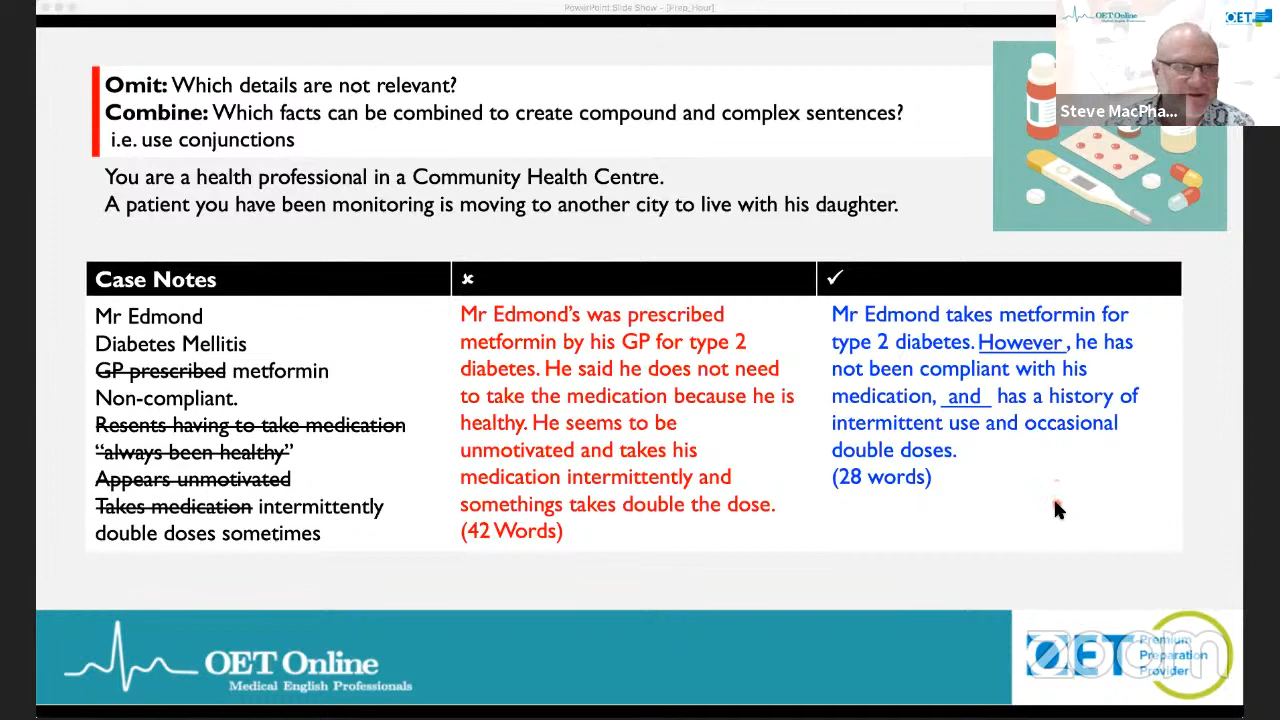 PowerPoint Slide Show - [Prep_Hour]
OET Online
OET
Steve MacPha...
Omit: Which details are not relevant?
Combine: Which facts can be combined to create compound and complex sentences?
i.e. use conjunctions
You are a health professional in a Community Health Centre.
A patient you have been monitoring is moving to another city to live with his daughter.
Case Notes
Mr Edmond
Diabetes Mellitis
GP prescribed metformin
Non-compliant.
Resents having to take medication
“always been healthy”
Appears unmotivated
Takes medication intermittently
double doses sometimes
×
Mr Edmond’s was prescribed
metformin by his GP for type 2
diabetes. He said he does not need
to take the medication because he is
healthy. He seems to be
unmotivated and takes his
medication intermittently and
somethings takes double the dose.
(42 Words)
✓
Mr Edmond takes metformin for
type 2 diabetes. However, he has
not been compliant with his
medication, and has a history of
intermittent use and occasional
double doses.
(28 words)
OET Online
Medical English Professionals
OET
zoom
Premium
Preparation
Provider